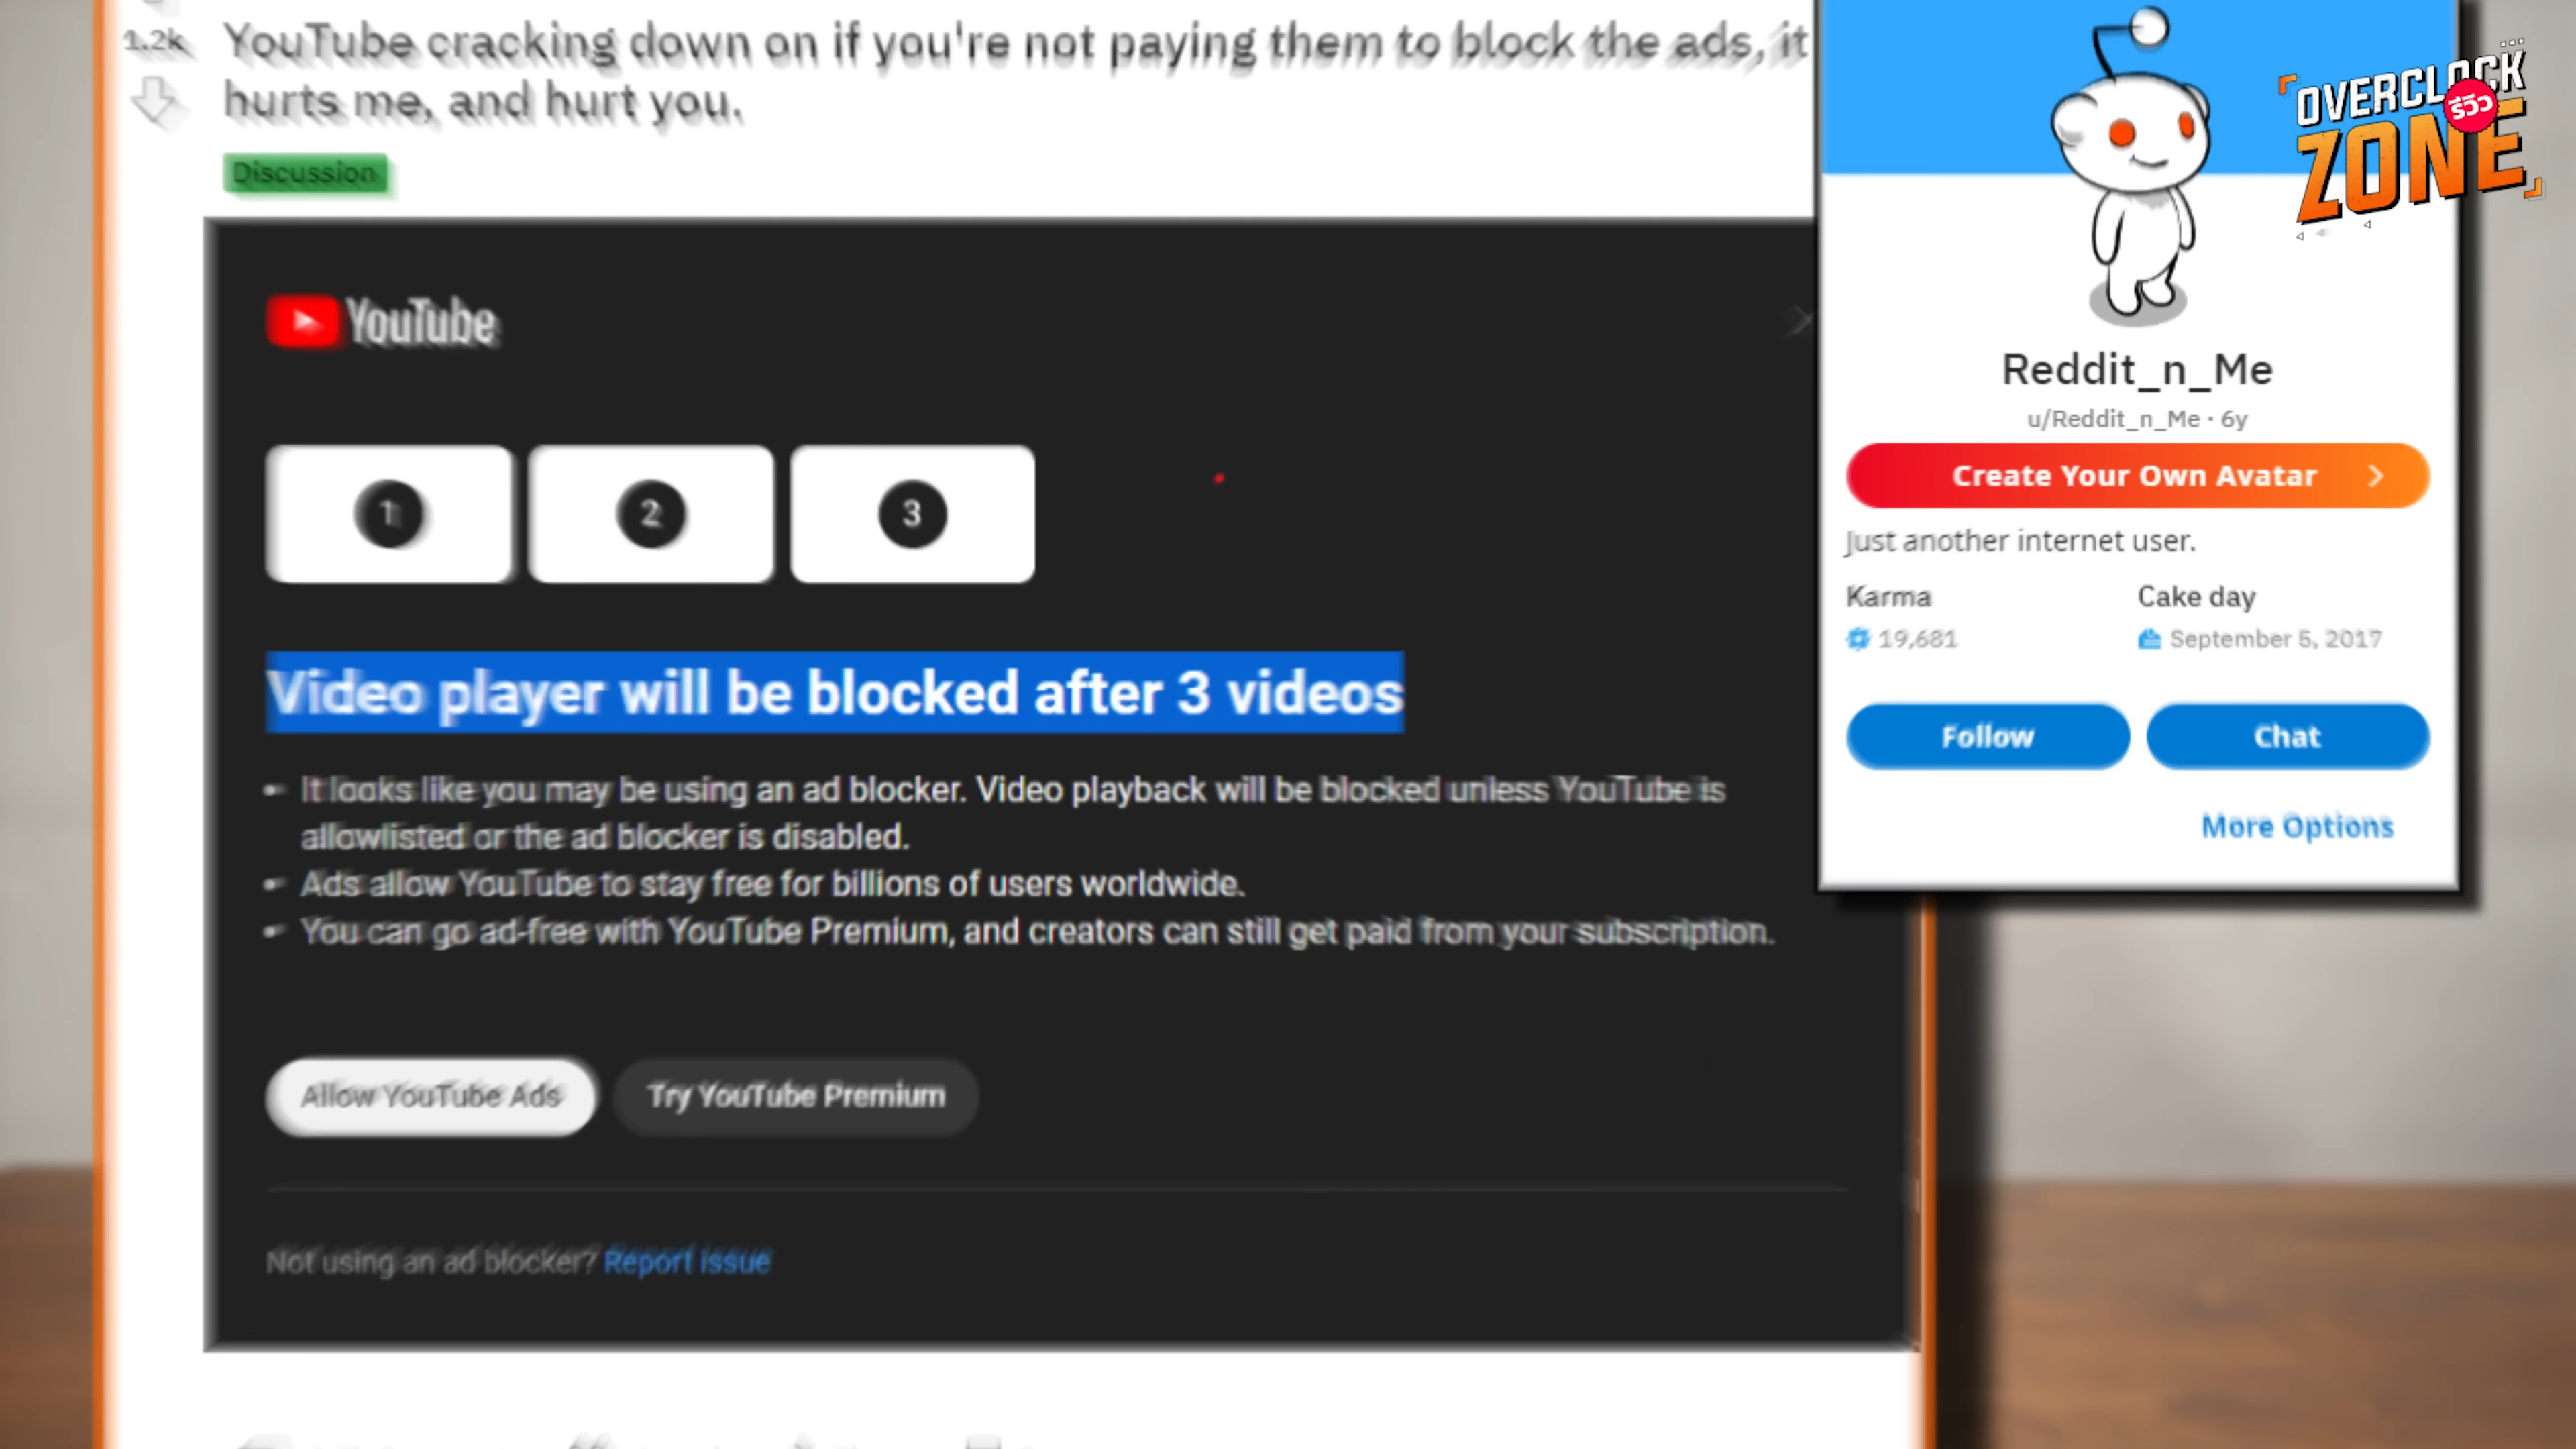 1.2k
YouTube cracking down on if you're not paying them to block the ads, it
hurts me, and hurt you.
Discussion
YouTube
1
2
3
Video player will be blocked after 3 videos
It looks like you may be using an ad blocker. Video playback will be blocked unless YouTube is
allowlisted or the ad blocker is disabled.
Ads allow YouTube to stay free for billions of users worldwide.
You can go ad-free with YouTube Premium, and creators can still get paid from your subscription.
Allow YouTube Ads
Try YouTube Premium
Not using an ad blocker? Report issue
OVERCLOCK
รีวิว
ZONE
Reddit_n_Me
u/Reddit_n_Me · 6y
Create Your Own Avatar
Just another internet user.
Karma
Cake day
19,681
September 5, 2017
Follow
Chat
More Options